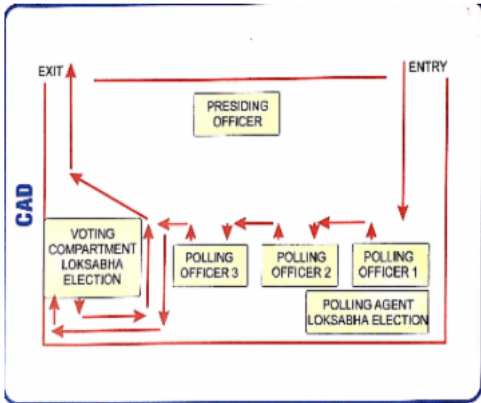 EXIT
ENTRY
PRESIDING
OFFICER
CAD
VOTING
COMPARTMENT
LOKSABHA
ELECTION
POLLING
OFFICER 3
POLLING
OFFICER 2
POLLING
OFFICER 1
POLLING AGENT
LOKSABHA ELECTION